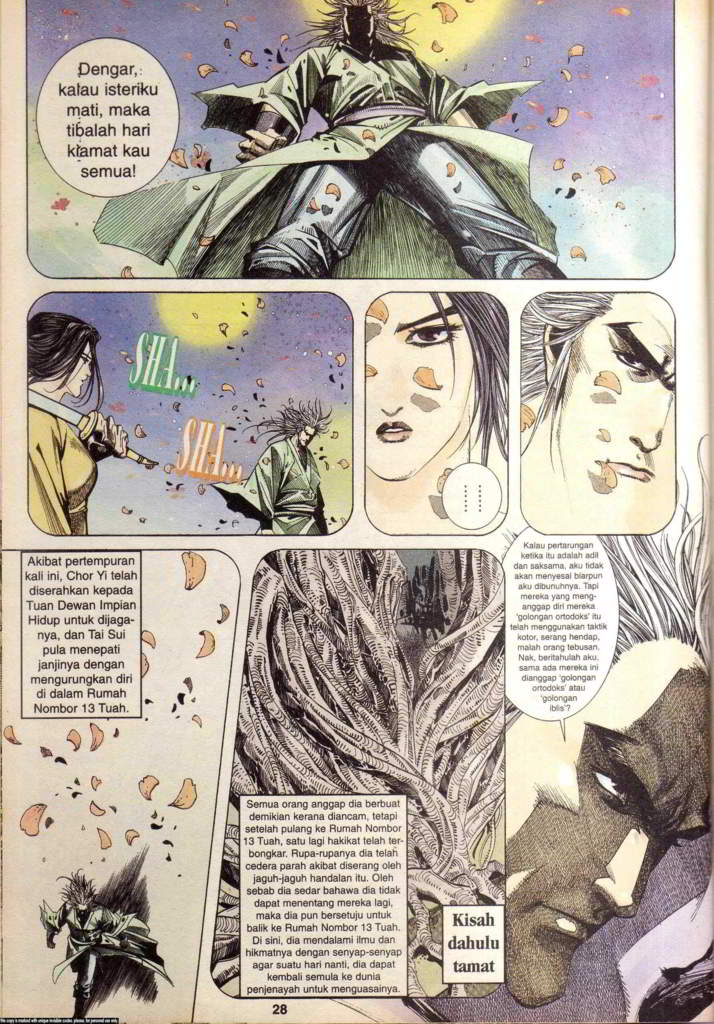 Dengar,
kalau isteriku
mati, maka
tibalah hari
kiamat kau
semua!
SHA...
SHA...
......
Akibat pertempuran
kali ini, Chor Yi telah
diserahkan kepada
Tuan Dewan Impian
Hidup untuk dijaga-
nya, dan Tai Sui
pula menepati
janjinya dengan
mengurungkan diri
di dalam Rumah
Nombor 13 Tuah.
Semua orang anggap dia berbuat
demikian kerana diancam, tetapi
setelah pulang ke Rumah Nombor
13 Tuah, satu lagi hakikat telah ter-
bongkar. Rupa-rupanya dia telah
cedera parah akibat diserang oleh
jaguh-jaguh handalan itu. Oleh
sebab dia sedar bahawa dia tidak
dapat menentang mereka lagi,
maka dia pun bersetuju untuk
balik ke Rumah Nombor 13 Tuah.
Di sini, dia mendalami ilmu dan
hikmatnya dengan senyap-senyap
agar suatu hari nanti, dia dapat
kembali semula ke dunia
penjenayah untuk menguasainya.
Kisah
dahulu
tamat
Kalau pertarungan
ketika itu adalah adil
dan saksama, aku tidak
akan menyesal biarpun
aku dibunuhnya. Tapi
mereka yang meng-
anggap diri mereka
'golongan ortodoks' itu
telah menggunakan taktik
kotor, serang hendap,
malah orang tebusan.
Nak, beritahulah aku,
sama ada mereka ini
dianggap 'golongan
ortodoks' atau
'golongan
iblis'?
28